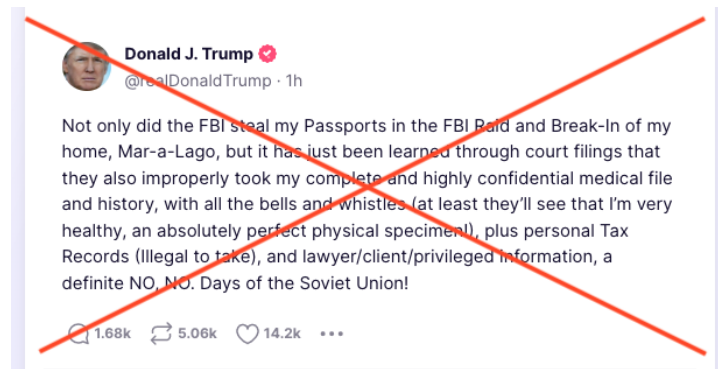 Donald J. Trump
@realDonaldTrump · 1h
Not only did the FBI steal my Passports in the FBI Raid and Break-In of my
home, Mar-a-Lago, but it has just been learned through court filings that
they also improperly took my complete and highly confidential medical file
and history, with all the bells and whistles (at least they’ll see that I’m very
healthy, an absolutely perfect physical specimen!), plus personal Tax
Records (Illegal to take), and lawyer/client/privileged information, a
definite NO, NO. Days of the Soviet Union!
1.68k 5.06k 14.2k